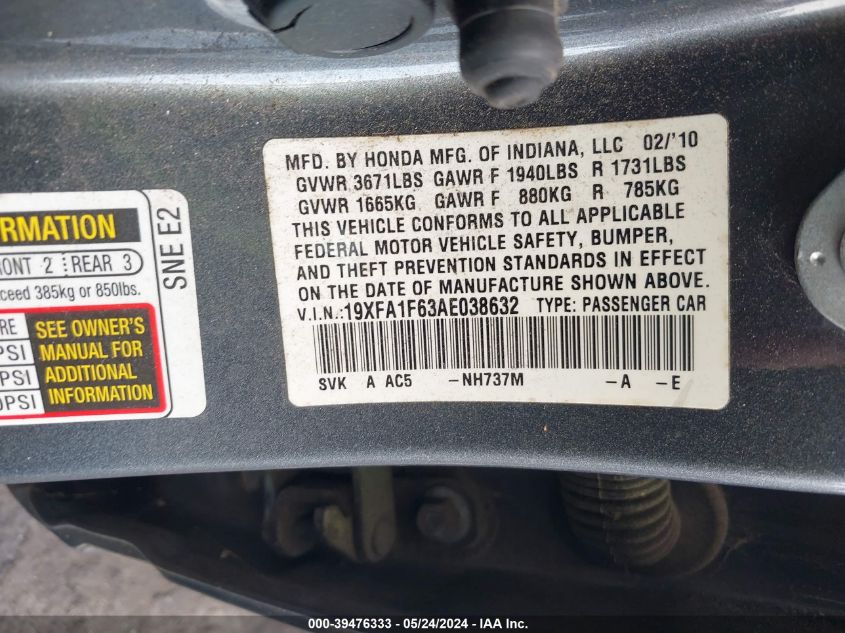 MFD. BY HONDA MFG. OF INDIANA, LLC 02/'10
GVWR 3671LBS GAWR F 1940LBS R 1731LBS
GVWR 1665KG GAWR F 880KG R 785KG
THIS VEHICLE CONFORMS TO ALL APPLICABLE
FEDERAL MOTOR VEHICLE SAFETY, BUMPER,
AND THEFT PREVENTION STANDARDS IN EFFECT
ON THE DATE OF MANUFACTURE SHOWN ABOVE.
V.I.N.:19XFA1F63AE038632 TYPE: PASSENGER CAR
SVK A AC5 -NH737M -A -E
RMATION
RONT 2 REAR 3
ceed 385kg or 850lbs.
SNE E2
RE
PSI
PSI
0PSI
SEE OWNER'S
MANUAL FOR
ADDITIONAL
INFORMATION
000-39476333 - 05/24/2024 - IAA Inc.